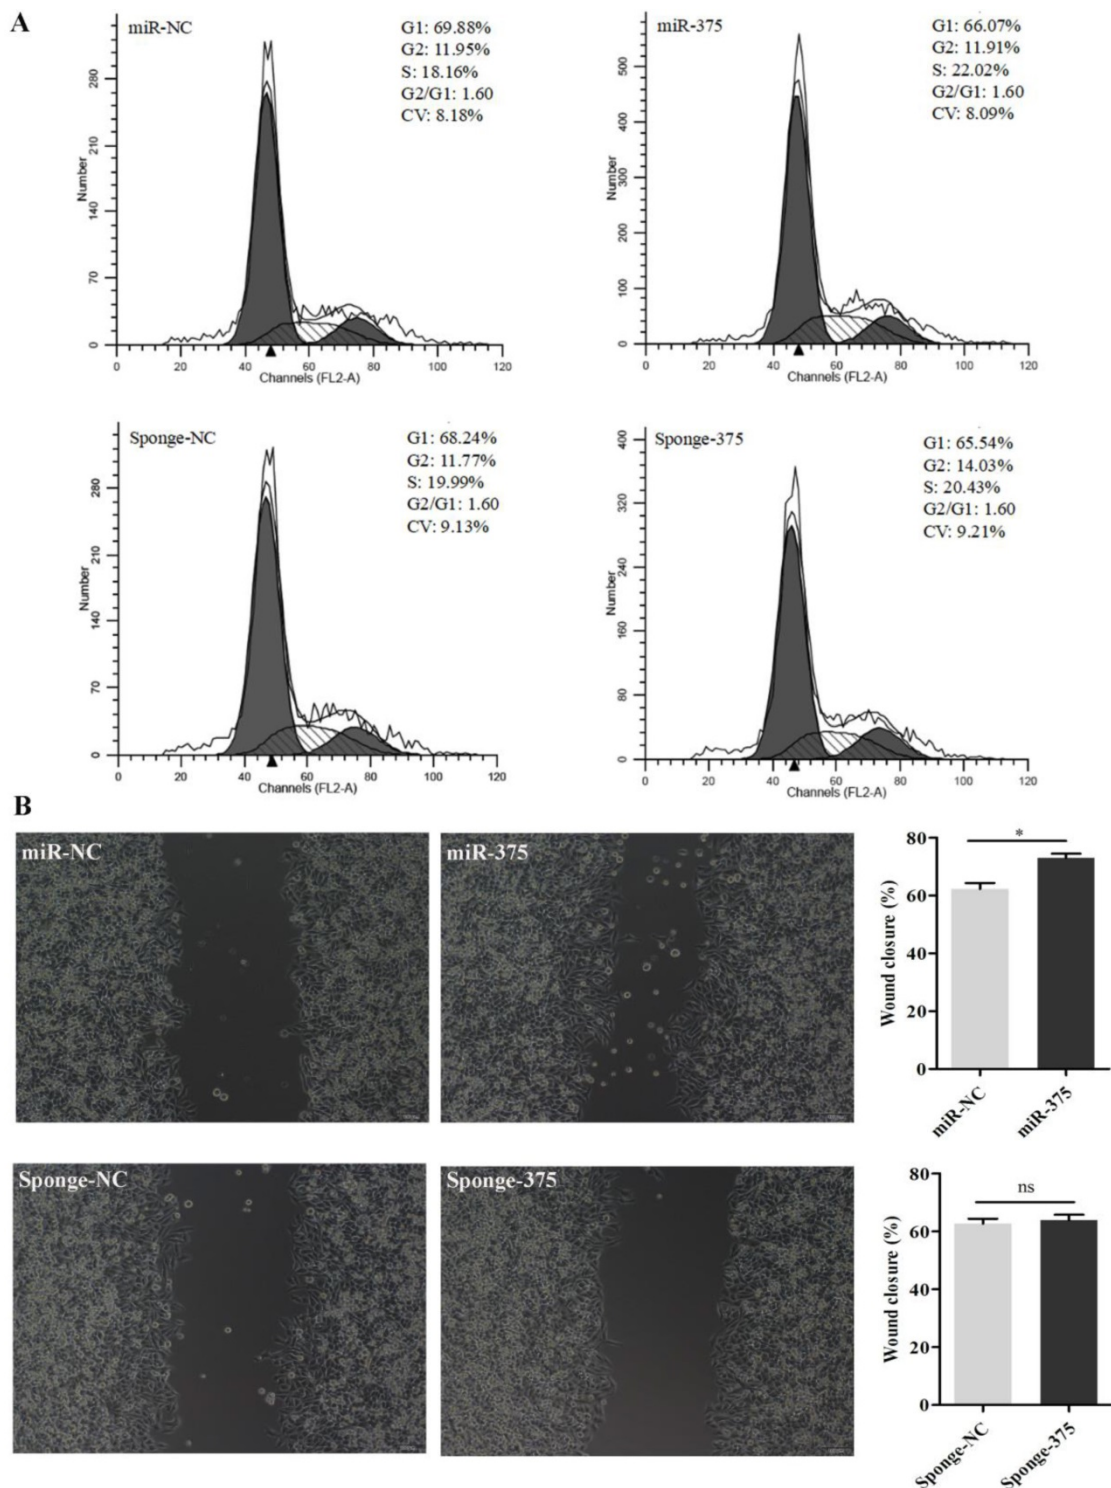 A
miR-NC
G1: 69.88%
G2: 11.95%
S: 18.16%
G2/G1: 1.60
CV: 8.18%
Number
280
210
140
70
0
0 20 40 60 80 100 120
Channels (FL2-A)
miR-375
G1: 66.07%
G2: 11.91%
S: 22.02%
G2/G1: 1.60
CV: 8.09%
Number
500
400
300
200
100
0
0 20 40 60 80 100 120
Channels (FL2-A)
Sponge-NC
G1: 68.24%
G2: 11.77%
S: 19.99%
G2/G1: 1.60
CV: 9.13%
Number
280
210
140
70
0
0 20 40 60 80 100 120
Channels (FL2-A)
Sponge-375
G1: 65.54%
G2: 14.03%
S: 20.43%
G2/G1: 1.60
CV: 9.21%
Number
400
320
240
160
80
0
0 20 40 60 80 100 120
Channels (FL2-A)
B
miR-NC
miR-375
Wound closure (%)
80
60
40
20
0
*
miR-NC
miR-375
Sponge-NC
Sponge-375
Wound closure (%)
80
60
40
20
0
ns
Sponge-NC
Sponge-375